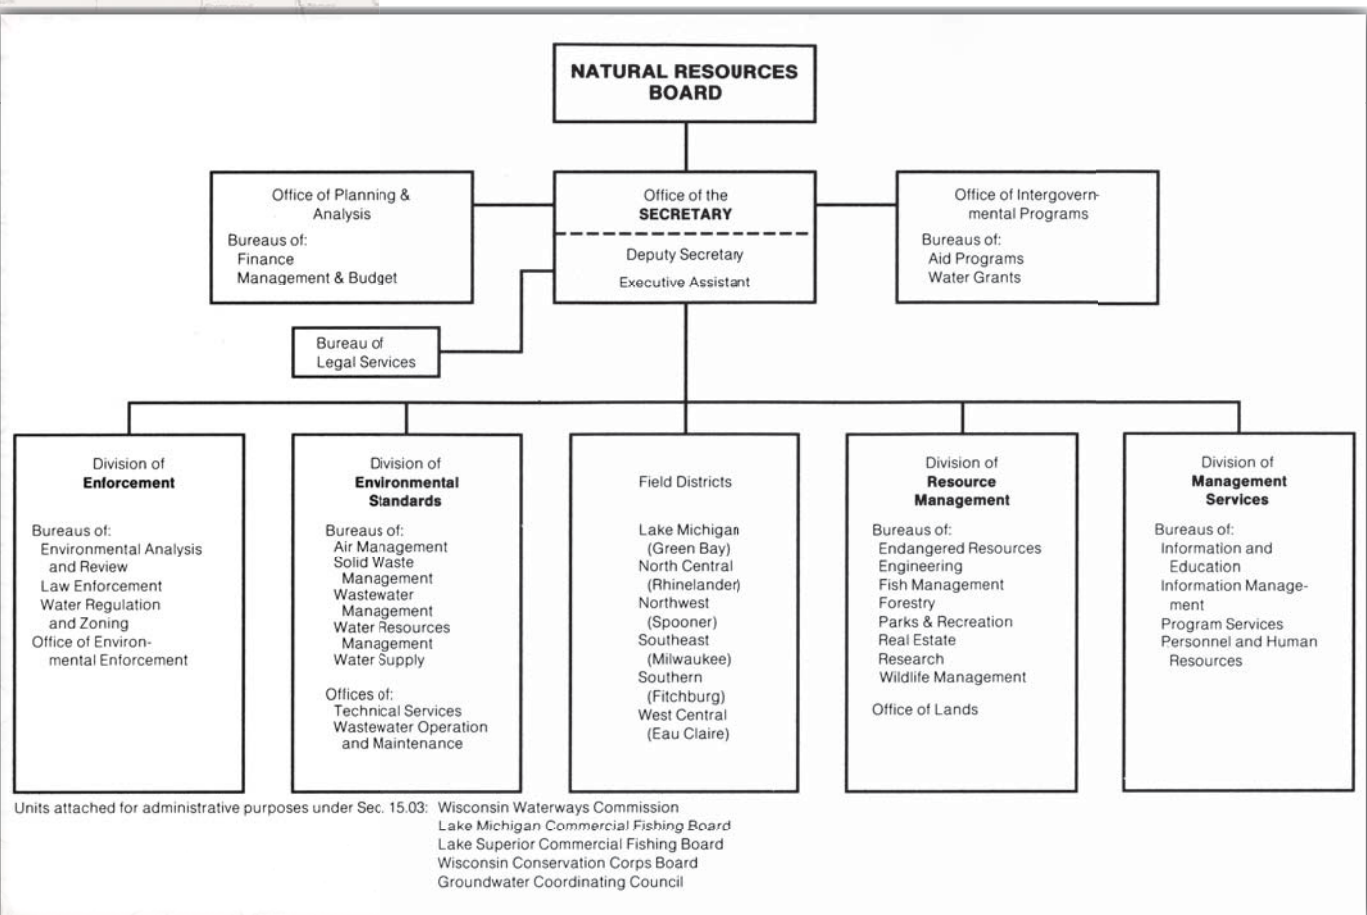 NATURAL RESOURCES
BOARD
Office of Planning &
Analysis
Bureaus of:
Finance
Management & Budget
Office of the
SECRETARY
Deputy Secretary
Executive Assistant
Office of Intergovern-
mental Programs
Bureaus of:
Aid Programs
Water Grants
Bureau of
Legal Services
Division of
Enforcement
Bureaus of:
Environmental Analysis
and Review
Law Enforcement
Water Regulation
and Zoning
Office of Environ-
mental Enforcement
Division of
Environmental
Standards
Bureaus of:
Air Management
Solid Waste
Management
Wastewater
Management
Water Resources
Management
Water Supply
Offices of:
Technical Services
Wastewater Operation
and Maintenance
Field Districts
Lake Michigan
(Green Bay)
North Central
(Rhinelander)
Northwest
(Spooner)
Southeast
(Milwaukee)
Southern
(Fitchburg)
West Central
(Eau Claire)
Division of
Resource
Management
Bureaus of:
Endangered Resources
Engineering
Fish Management
Forestry
Parks & Recreation
Real Estate
Research
Wildlife Management
Office of Lands
Division of
Management
Services
Bureaus of:
Information and
Education
Information Manage-
ment
Program Services
Personnel and Human
Resources
Units attached for administrative purposes under Sec. 15.03: Wisconsin Waterways Commission
Lake Michigan Commercial Fishing Board
Lake Superior Commercial Fishing Board
Wisconsin Conservation Corps Board
Groundwater Coordinating Council